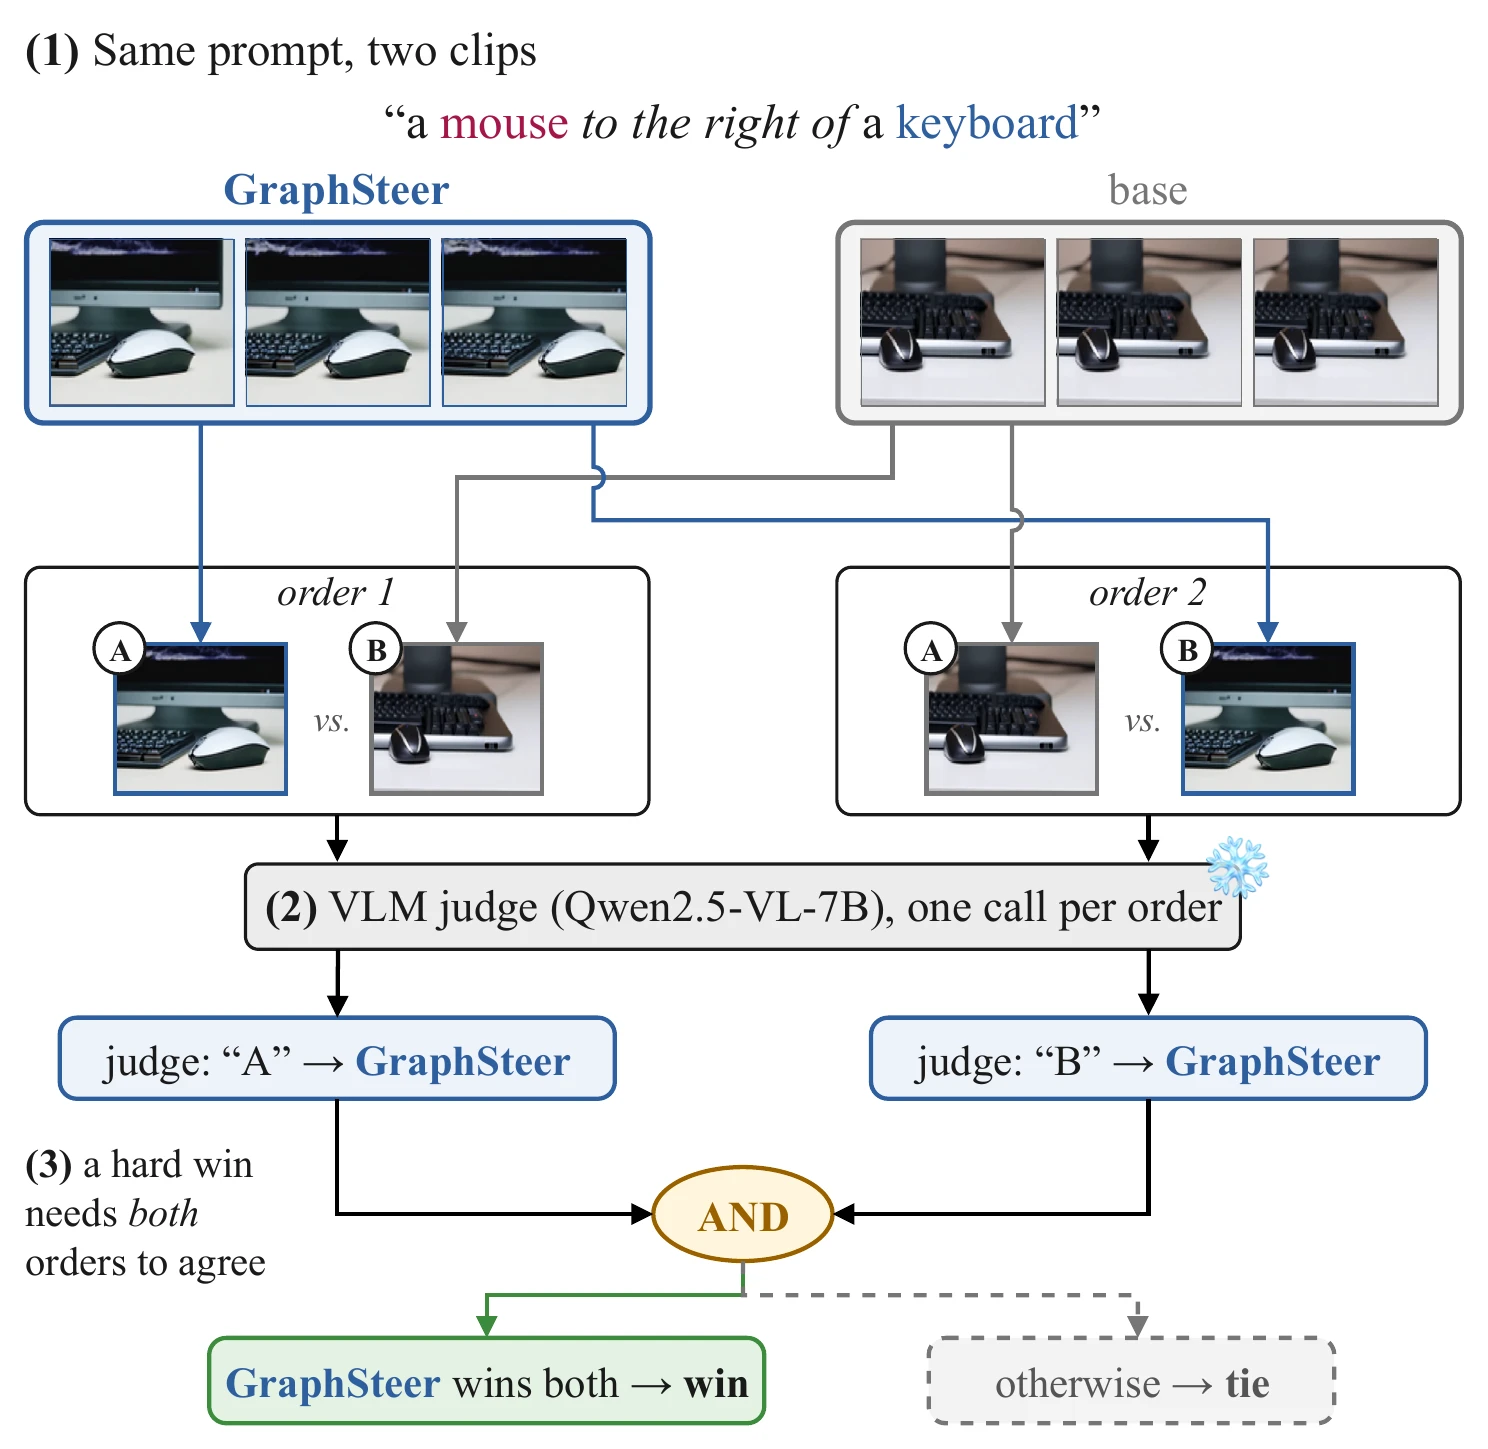 (1) Same prompt, two clips
“a mouse to the right of a keyboard”
GraphSteer
base
order 1
A
B
vs.
order 2
A
B
vs.
(2) VLM judge (Qwen2.5-VL-7B), one call per order
judge: “A” → GraphSteer
judge: “B” → GraphSteer
(3) a hard win
needs both
orders to agree
AND
GraphSteer wins both → win
otherwise → tie